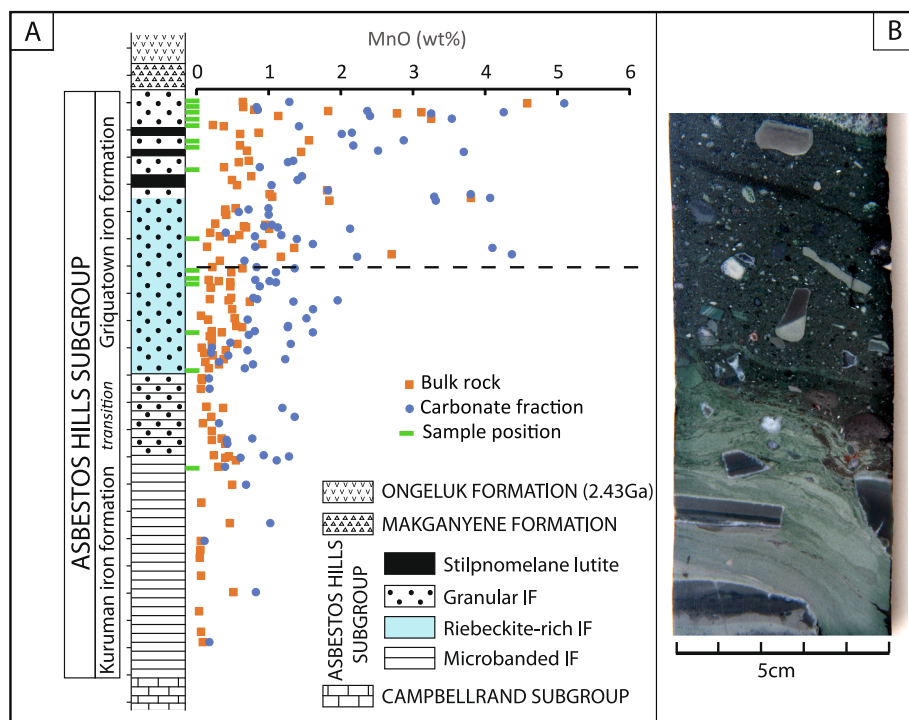 A
B
MnO (wt%)
0 1 2 3 4 5 6
ASBESTOS HILLS SUBGROUP
Griquatown iron formation
transition
Kuruman iron formation
Bulk rock
Carbonate fraction
Sample position
ONGELUK FORMATION (2.43Ga)
MAKGANYENE FORMATION
ASBESTOS HILLS
SUBGROUP
Stilpnomelane lutite
Granular IF
Riebeckite-rich IF
Microbanded IF
CAMPBELLRAND SUBGROUP
5cm